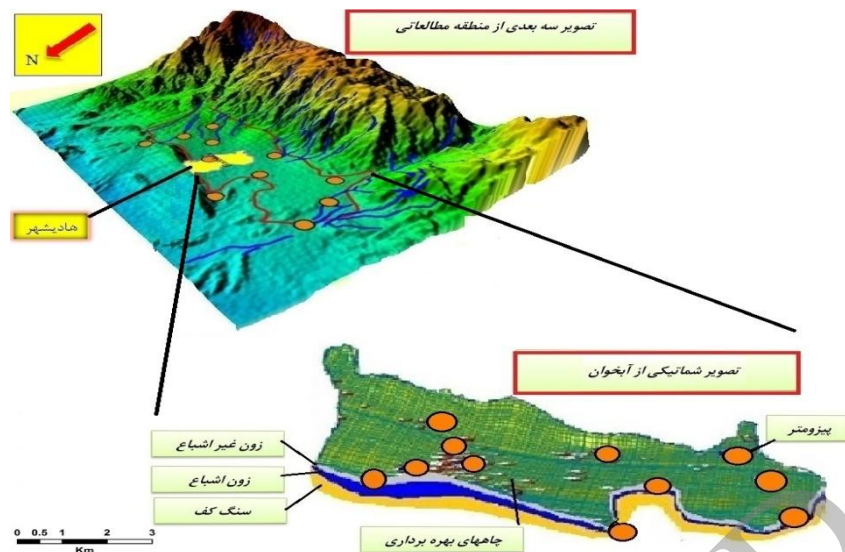 تصویر سه بعدی از منطقه مطالعاتی
N
هادیشهر
تصویر شماتیکی از آبخوان
پیزومتر
زون غیر اشباع
زون اشباع
سنگ کف
چاههای بهره برداری
0 0.5 1 2 3
Km